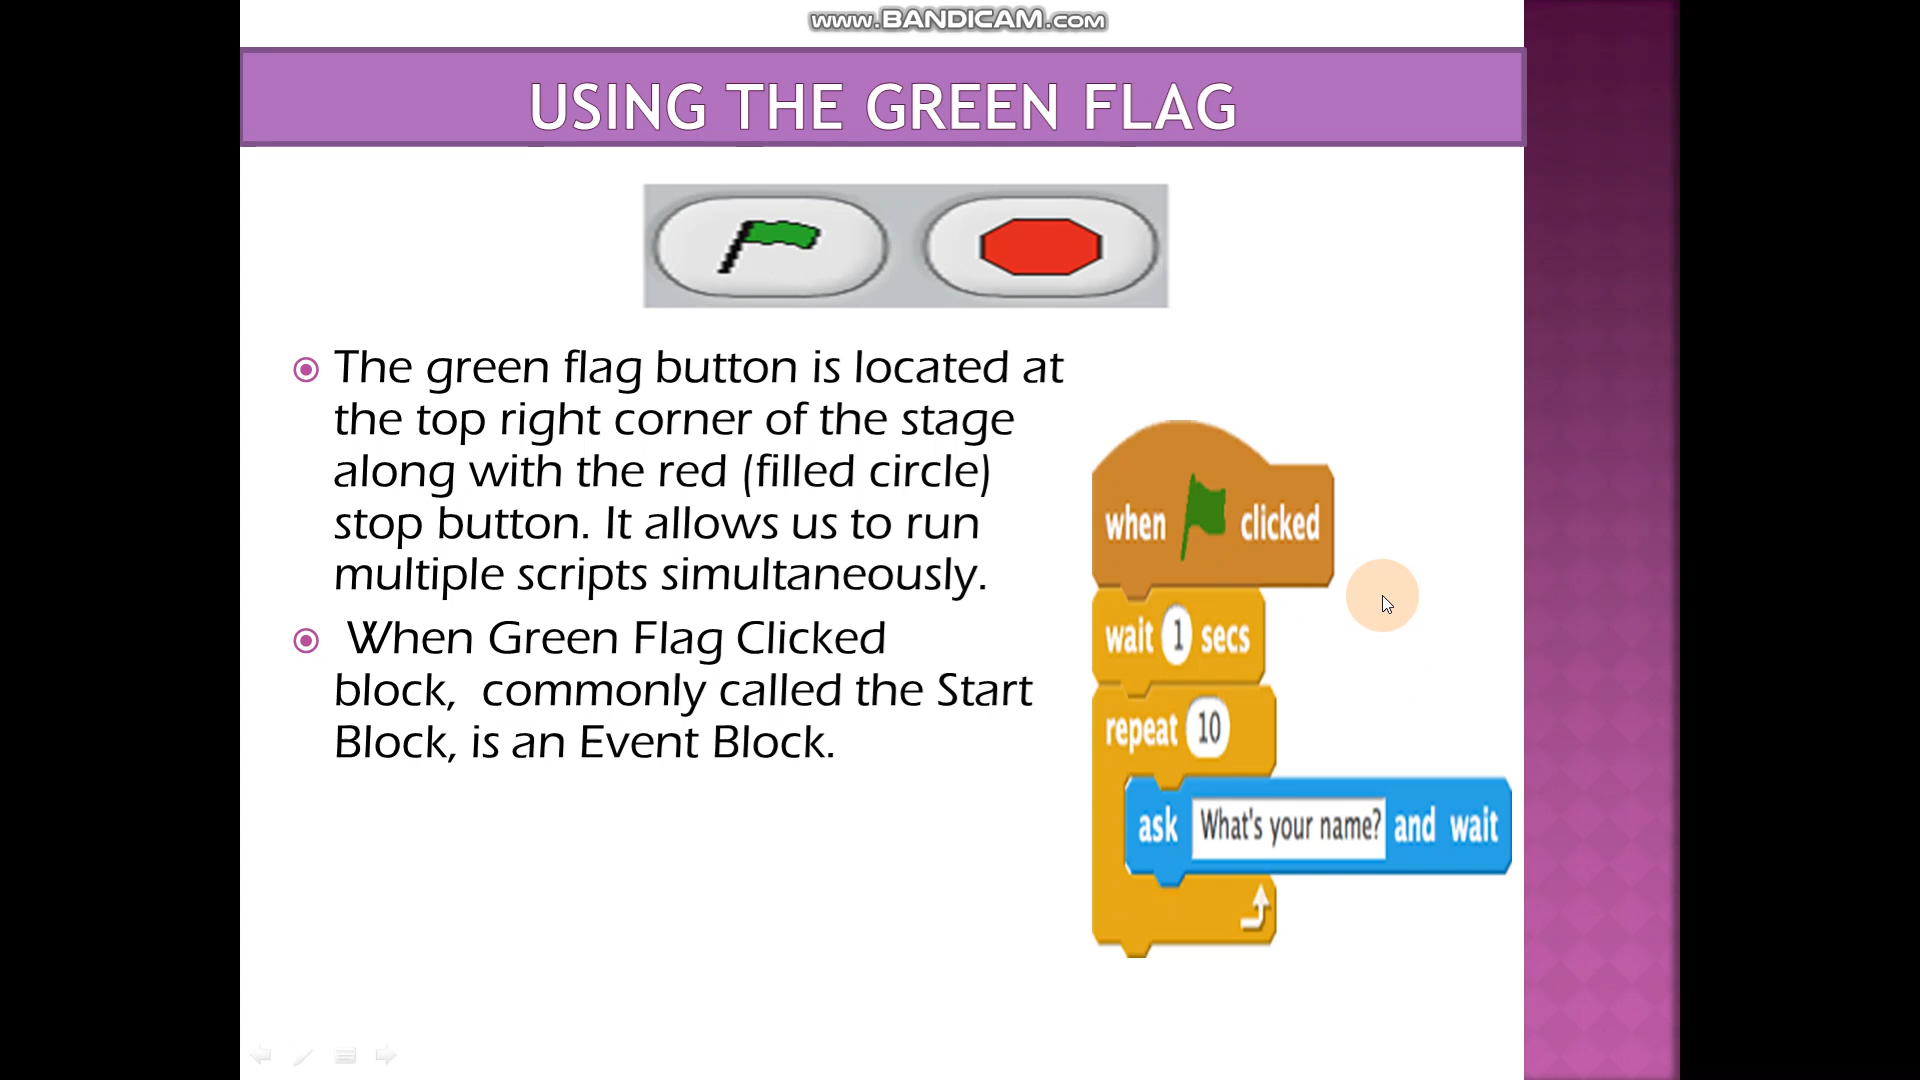 www.BANDICAM.com
USING THE GREEN FLAG
The green flag button is located at
the top right corner of the stage
along with the red (filled circle)
stop button. It allows us to run
multiple scripts simultaneously.
When Green Flag Clicked
block, commonly called the Start
Block, is an Event Block.
when clicked
wait 1 secs
repeat 10
ask What's your name? and wait